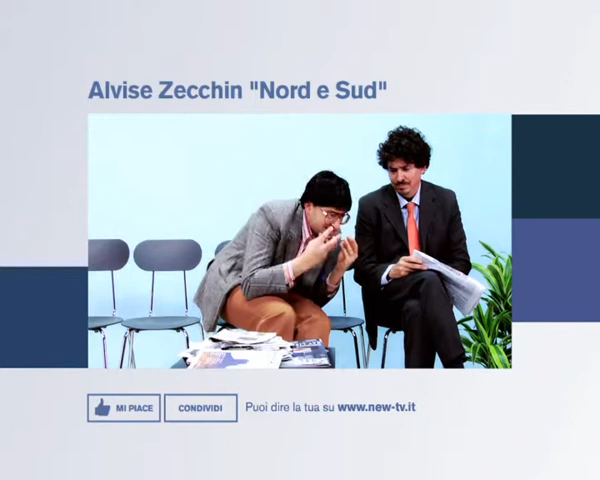 Alvise Zecchin "Nord e Sud"
MI PIACE
CONDIVIDI
Puoi dire la tua su www.new-tv.it